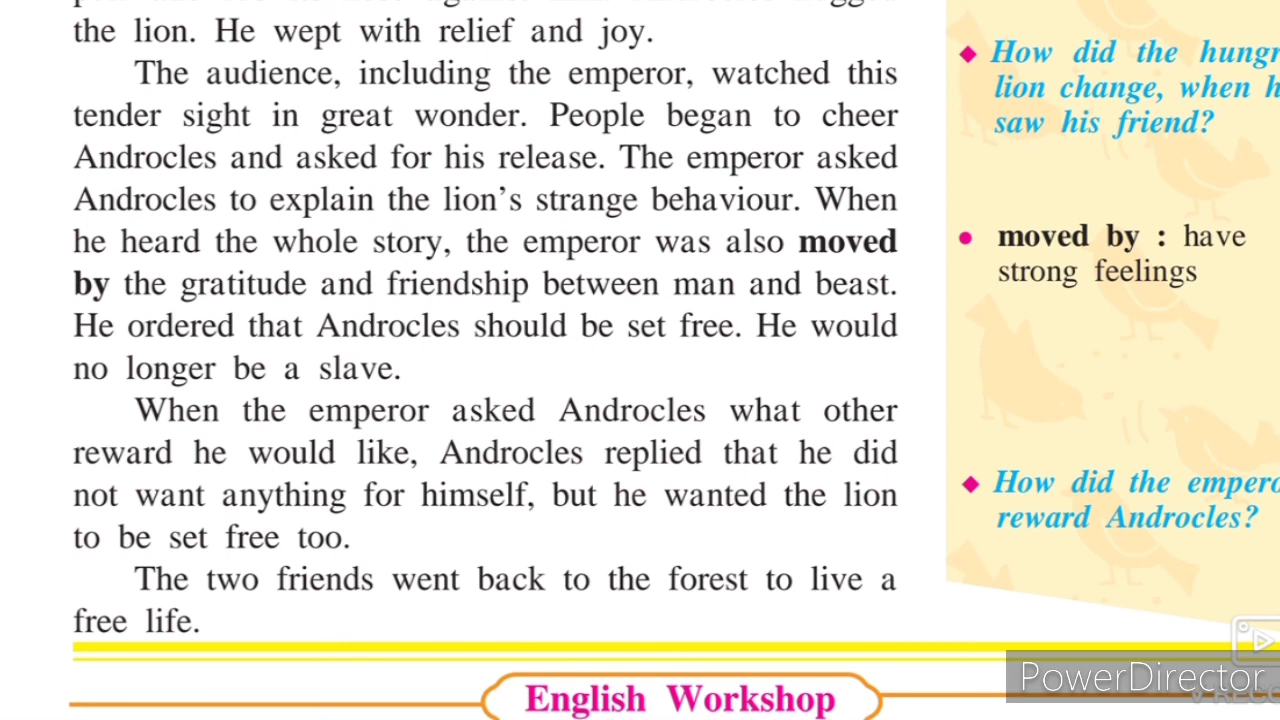 the lion. He wept with relief and joy.
The audience, including the emperor, watched this
tender sight in great wonder. People began to cheer
Androcles and asked for his release. The emperor asked
Androcles to explain the lion's strange behaviour. When
he heard the whole story, the emperor was also moved
by the gratitude and friendship between man and beast.
He ordered that Androcles should be set free. He would
no longer be a slave.
When the emperor asked Androcles what other
reward he would like, Androcles replied that he did
not want anything for himself, but he wanted the lion
to be set free too.
The two friends went back to the forest to live a
free life.
How did the
lion change, when
saw his friend?
moved by : have
strong feelings
How did the
reward Androcles?
English Workshop
PowerDirector